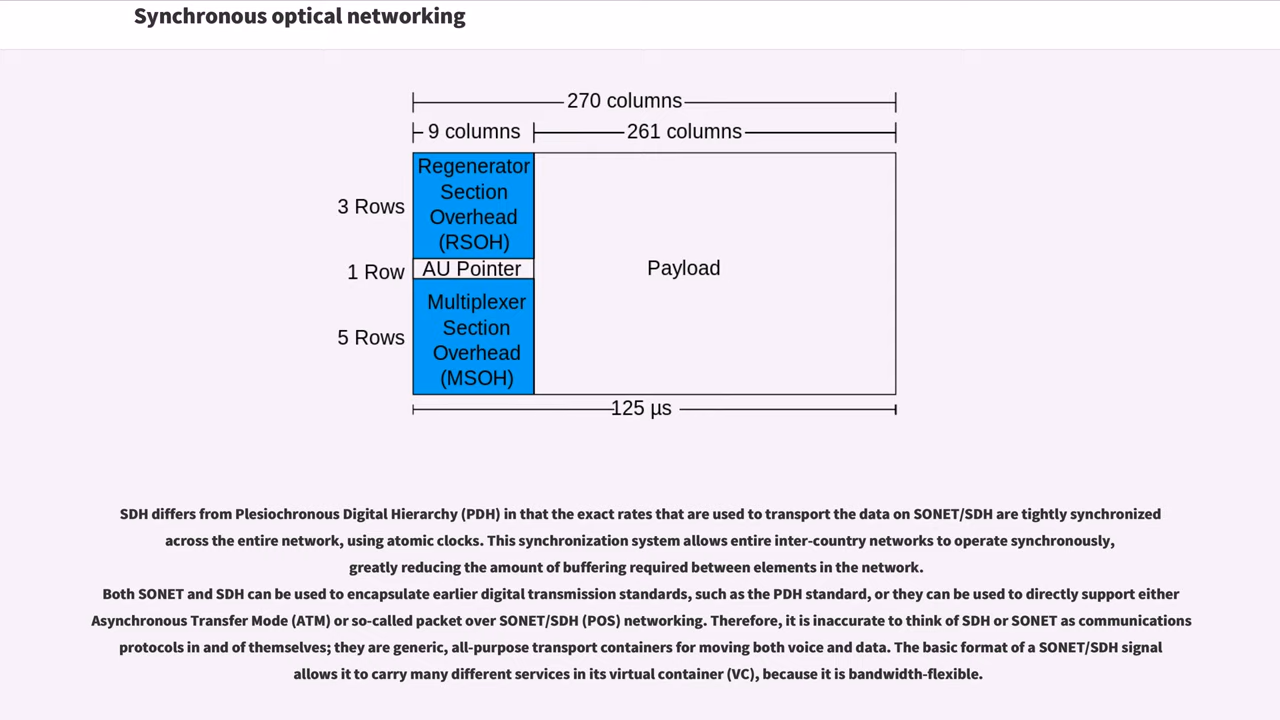 Synchronous optical networking
270 columns
9 columns
261 columns
Regenerator
Section
Overhead
(RSOH)
3 Rows
AU Pointer
1 Row
Payload
Multiplexer
Section
Overhead
(MSOH)
5 Rows
125 µs
SDH differs from Plesiochronous Digital Hierarchy (PDH) in that the exact rates that are used to transport the data on SONET/SDH are tightly synchronized
across the entire network, using atomic clocks. This synchronization system allows entire inter-country networks to operate synchronously,
greatly reducing the amount of buffering required between elements in the network.
Both SONET and SDH can be used to encapsulate earlier digital transmission standards, such as the PDH standard, or they can be used to directly support either
Asynchronous Transfer Mode (ATM) or so-called packet over SONET/SDH (POS) networking. Therefore, it is inaccurate to think of SDH or SONET as communications
protocols in and of themselves; they are generic, all-purpose transport containers for moving both voice and data. The basic format of a SONET/SDH signal
allows it to carry many different services in its virtual container (VC), because it is bandwidth-flexible.